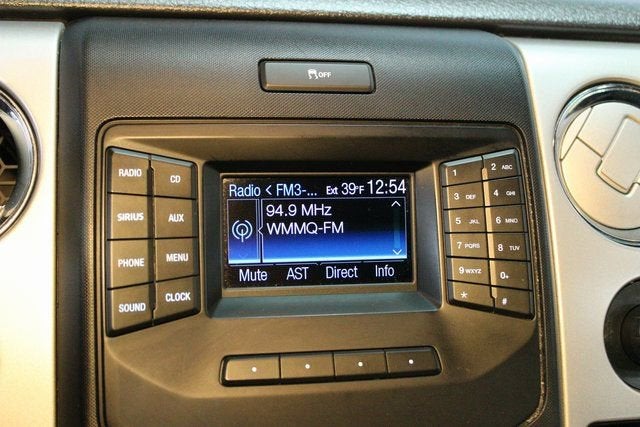 OFF
Radio < FM3-... Ext 39°F 12:54
94.9 MHz
WMMQ-FM
Mute AST Direct Info
RADIO CD
SIRIUS AUX
PHONE MENU
SOUND CLOCK
1 2 ABC
3 DEF 4 GHI
5 JKL 6 MNO
7 PQRS 8 TUV
9 WXYZ 0+
* #